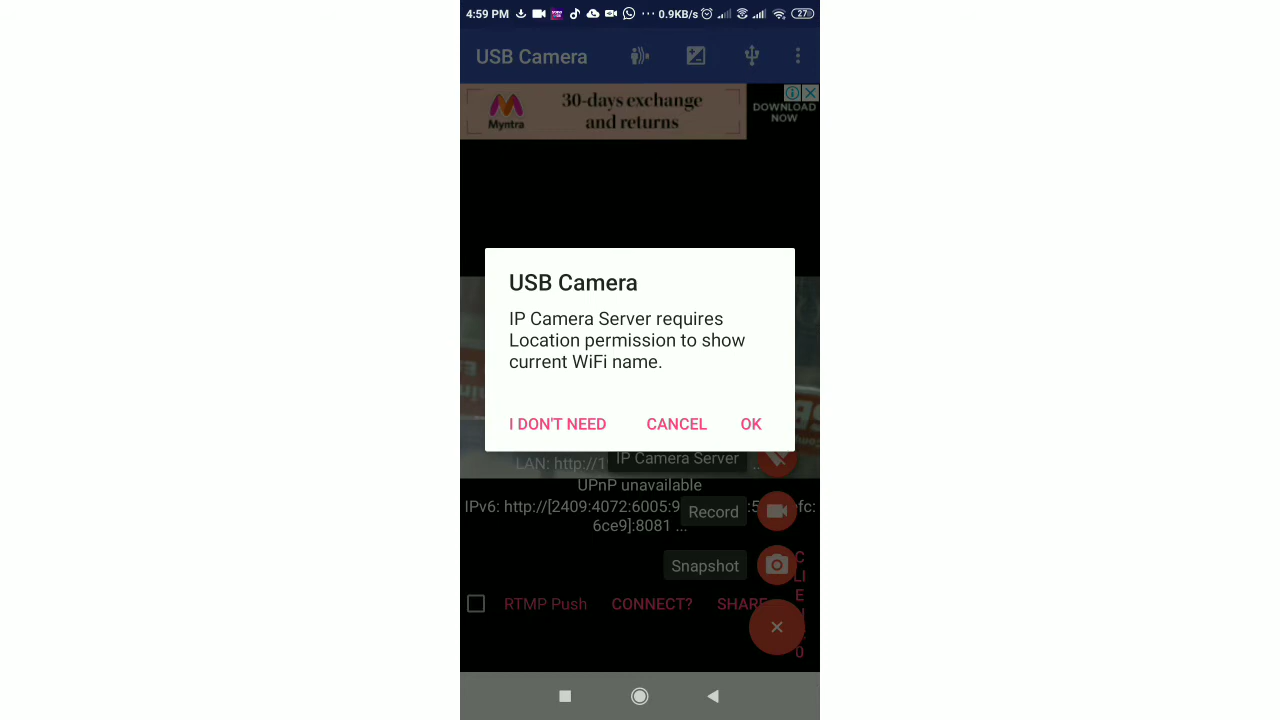 4:59 PM ... 0.9KB/s 27
USB Camera
Myntra
30-days exchange
and returns
DOWNLOAD
NOW
USB Camera
IP Camera Server requires
Location permission to show
current WiFi name.
I DON'T NEED CANCEL OK
LAN: http://1 ...
IP Camera Server
UPnP unavailable
IPv6: http://[2409:4072:6005:9
fc:
6ce9]:8081 ...
Record
Snapshot
RTMP Push CONNECT? SHARE